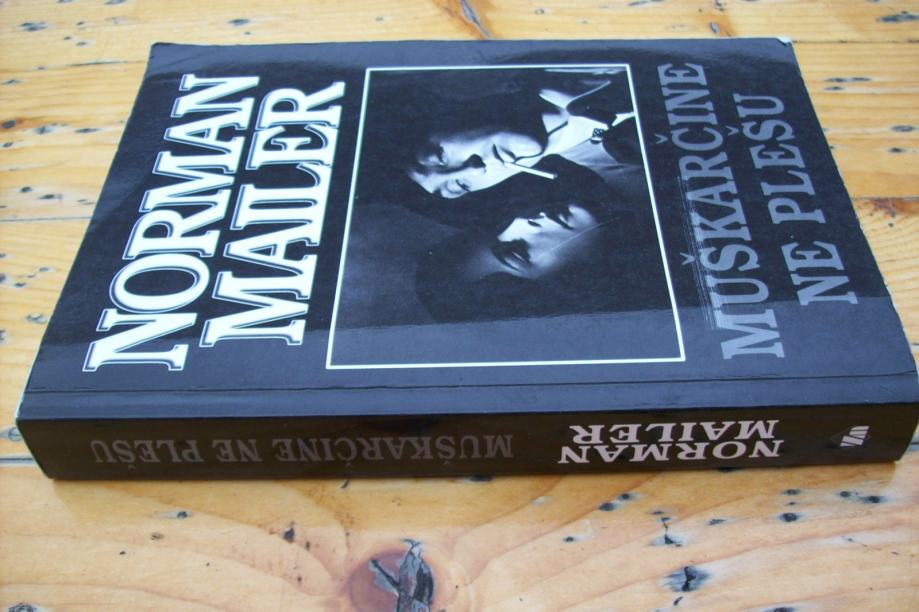 NORMAN
MAILER
MUŠKARČINE
NE PLEŠU
MUŠKARČINE NE PLEŠU
NORMAN
MAILER